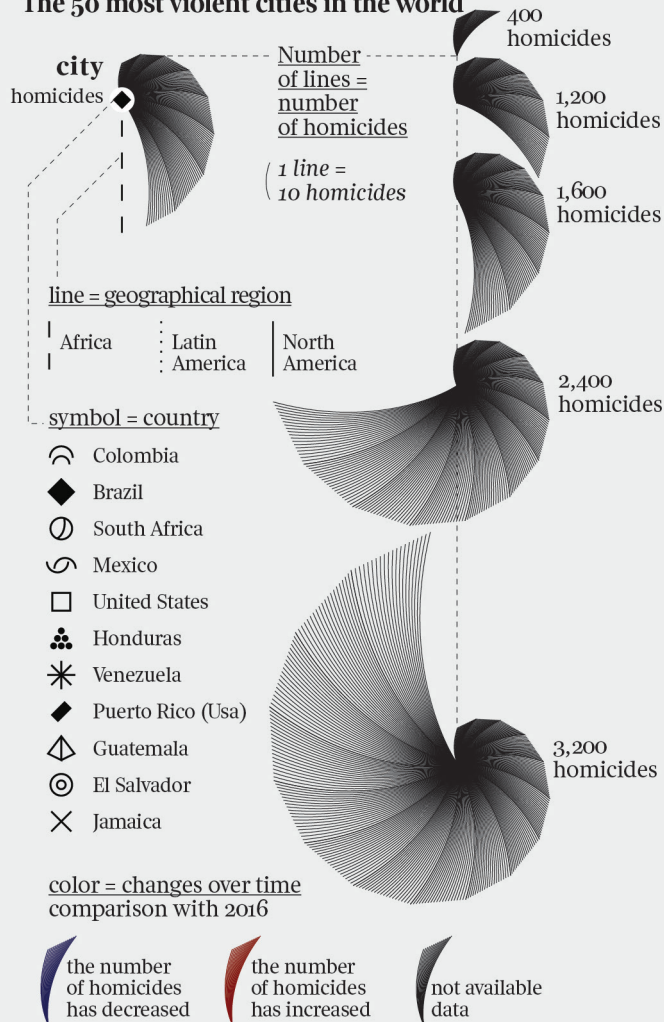 The 50 most violent cities in the world
city
homicides
Number
of lines =
number
of homicides
1 line =
10 homicides
400
homicides
1,200
homicides
1,600
homicides
2,400
homicides
3,200
homicides
line = geographical region
Africa
Latin
America
North
America
symbol = country
Colombia
Brazil
South Africa
Mexico
United States
Honduras
Venezuela
Puerto Rico (Usa)
Guatemala
El Salvador
Jamaica
color = changes over time
comparison with 2016
the number
of homicides
has decreased
the number
of homicides
has increased
not available
data